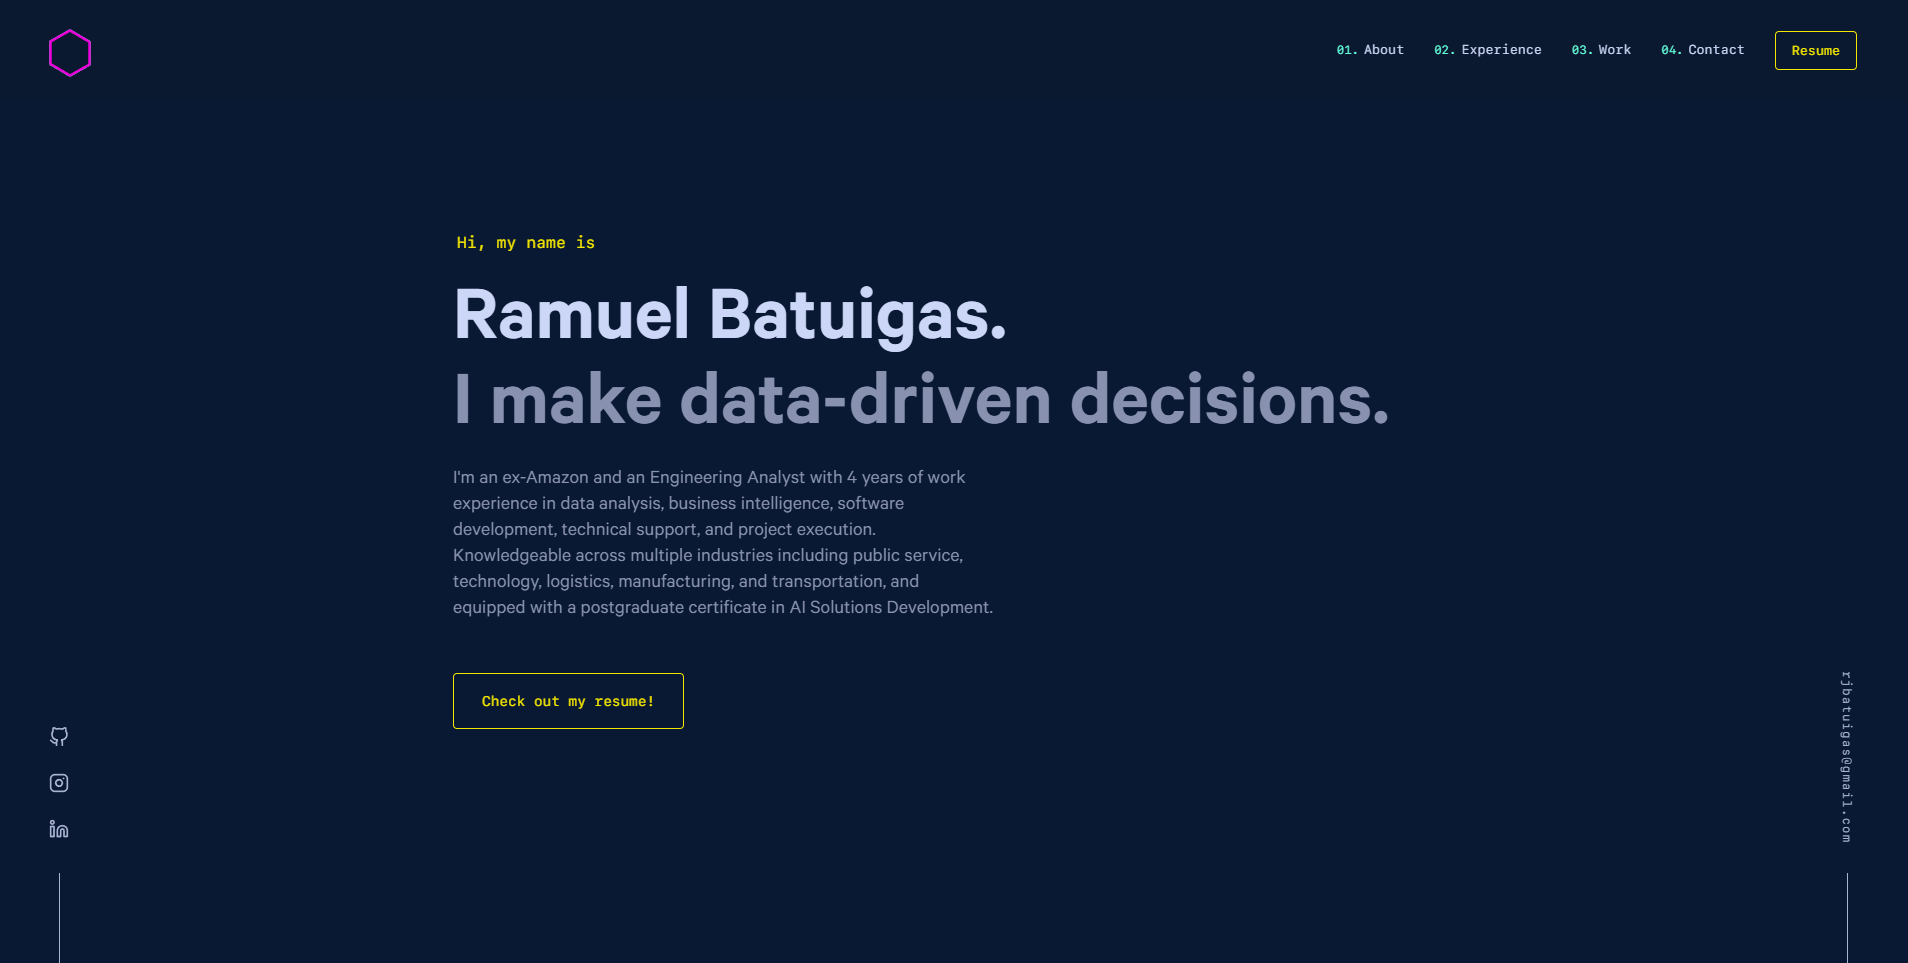 01. About 02. Experience 03. Work 04. Contact Resume
Hi, my name is
Ramuel Batuigas.
I make data-driven decisions.
I'm an ex-Amazon and an Engineering Analyst with 4 years of work
experience in data analysis, business intelligence, software
development, technical support, and project execution.
Knowledgeable across multiple industries including public service,
technology, logistics, manufacturing, and transportation, and
equipped with a postgraduate certificate in AI Solutions Development.
Check out my resume!
rjbatuigas@gmail.com